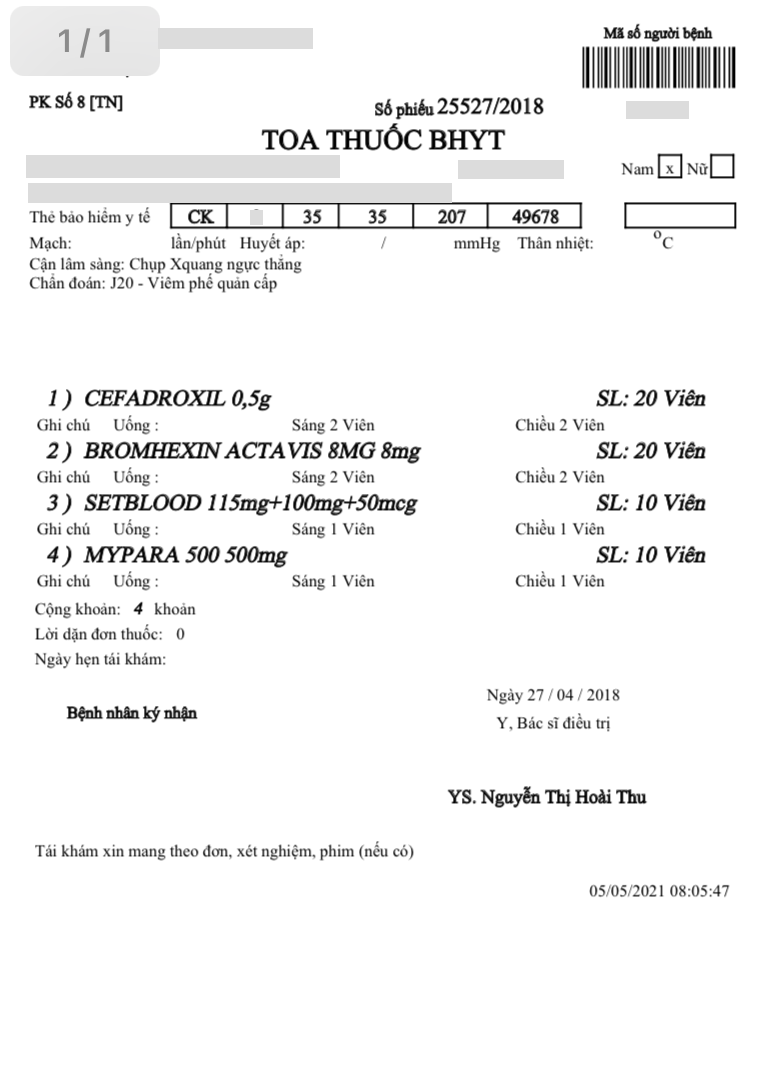 1/1
Mã số người bệnh
PK Số 8 [TN]
Số phiếu 25527/2018
TOA THUỐC BHYT
Nam x Nữ
Thẻ bảo hiểm y tế CK 35 35 207 49678
Mạch: lần/phút Huyết áp: / mmHg Thân nhiệt: °C
Cận lâm sàng: Chụp Xquang ngực thẳng
Chẩn đoán: J20 - Viêm phế quản cấp
1 ) CEFADROXIL 0,5g SL: 20 Viên
Ghi chú Uống : Sáng 2 Viên Chiều 2 Viên
2 ) BROMHEXIN ACTAVIS 8MG 8mg SL: 20 Viên
Ghi chú Uống : Sáng 2 Viên Chiều 2 Viên
3 ) SETBLOOD 115mg+100mg+50mcg SL: 10 Viên
Ghi chú Uống : Sáng 1 Viên Chiều 1 Viên
4 ) MYPARA 500 500mg SL: 10 Viên
Ghi chú Uống : Sáng 1 Viên Chiều 1 Viên
Cộng khoản: 4 khoản
Lời dặn đơn thuốc: 0
Ngày hẹn tái khám:
Ngày 27 / 04 / 2018
Bệnh nhân ký nhận
Y, Bác sĩ điều trị
YS. Nguyễn Thị Hoài Thu
Tái khám xin mang theo đơn, xét nghiệm, phim (nếu có)
05/05/2021 08:05:47